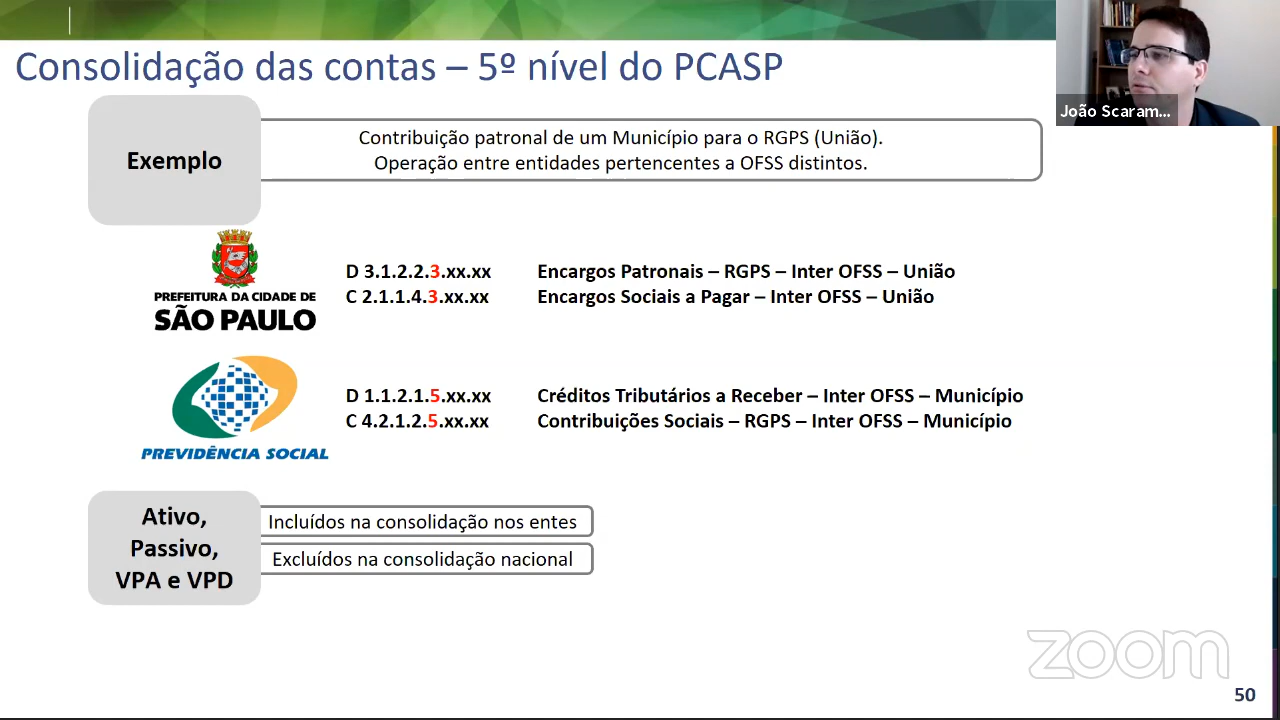 Consolidação das contas – 5º nível do PCASP
João Scaram...
Exemplo
Contribuição patronal de um Município para o RGPS (União).
Operação entre entidades pertencentes a OFSS distintos.
PREFEITURA DA CIDADE DE
SÃO PAULO
D 3.1.2.2.3.xx.xx Encargos Patronais – RGPS – Inter OFSS – União
C 2.1.1.4.3.xx.xx Encargos Sociais a Pagar – Inter OFSS – União
PREVIDÊNCIA SOCIAL
D 1.1.2.1.5.xx.xx Créditos Tributários a Receber – Inter OFSS – Município
C 4.2.1.2.5.xx.xx Contribuições Sociais – RGPS – Inter OFSS – Município
Ativo,
Passivo,
VPA e VPD
Incluídos na consolidação nos entes
Excluídos na consolidação nacional
zoom
50